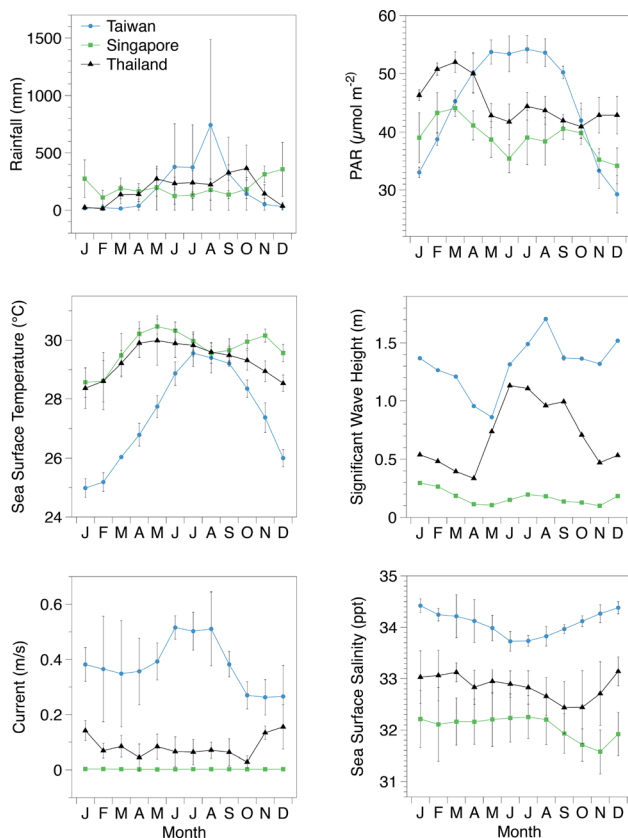 Taiwan
Singapore
Thailand
Rainfall (mm)
1500
1000
500
0
J F M A M J J A S O N D
PAR (µmol m⁻²)
60
50
40
30
J F M A M J J A S O N D
Sea Surface Temperature (°C)
30
28
26
24
J F M A M J J A S O N D
Significant Wave Height (m)
1.5
1.0
0.5
0
J F M A M J J A S O N D
Current (m/s)
0.6
0.4
0.2
0
J F M A M J J A S O N D
Month
Sea Surface Salinity (ppt)
35
34
33
32
31
J F M A M J J A S O N D
Month